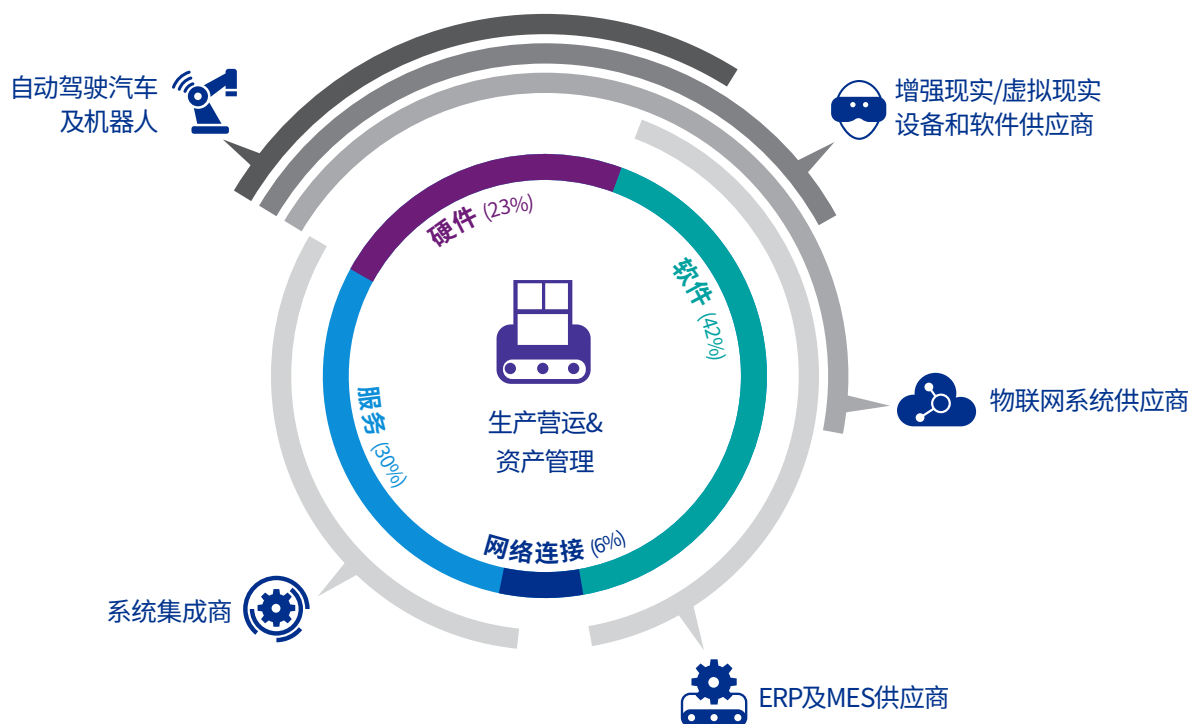 自动驾驶汽车
及机器人
增强现实/虚拟现实
设备和软件供应商
硬件 (23%)
软件 (42%)
物联网系统供应商
服务 (30%)
生产营运&
资产管理
网络连接 (6%)
系统集成商
ERP及MES供应商